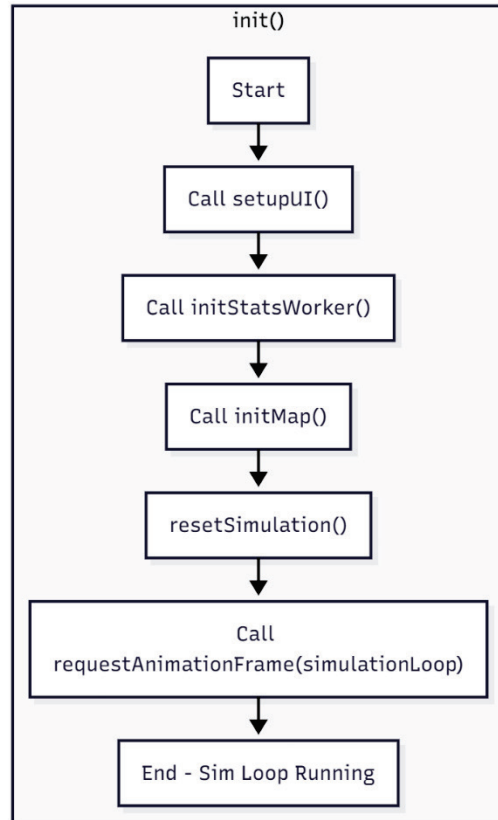 init()
Start
Call setupUI()
Call initStatsWorker()
Call initMap()
resetSimulation()
Call
requestAnimationFrame(simulationLoop)
End - Sim Loop Running